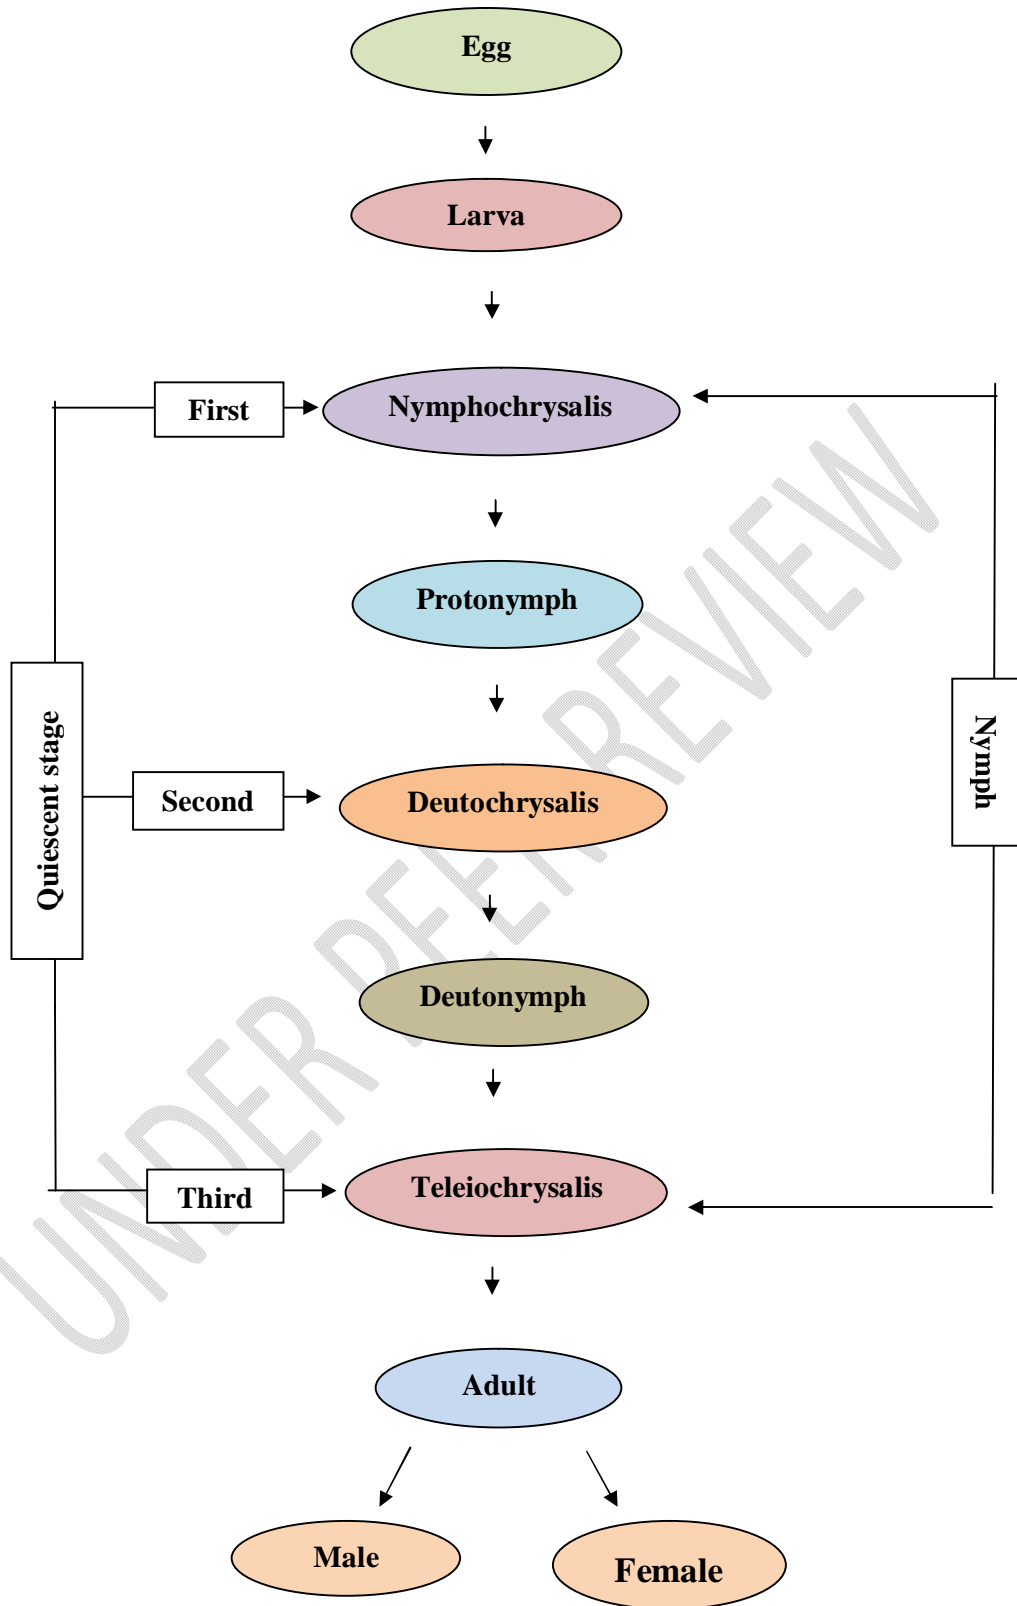 Egg
Larva
First
Nymphochrysalis
Protonymph
Quiescent stage
Second
Deutochrysalis
Nymph
Deutonymph
Third
Teleiochrysalis
Adult
Male
Female
UNDER PEER REVIEW